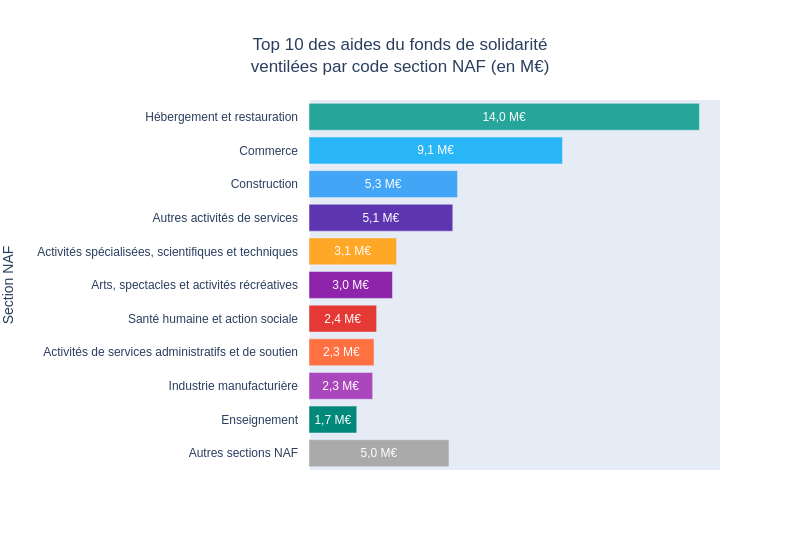 Top 10 des aides du fonds de solidarité
ventilées par code section NAF (en M€)
Section NAF
Hébergement et restauration 14,0 M€
Commerce 9,1 M€
Construction 5,3 M€
Autres activités de services 5,1 M€
Activités spécialisées, scientifiques et techniques 3,1 M€
Arts, spectacles et activités récréatives 3,0 M€
Santé humaine et action sociale 2,4 M€
Activités de services administratifs et de soutien 2,3 M€
Industrie manufacturière 2,3 M€
Enseignement 1,7 M€
Autres sections NAF 5,0 M€